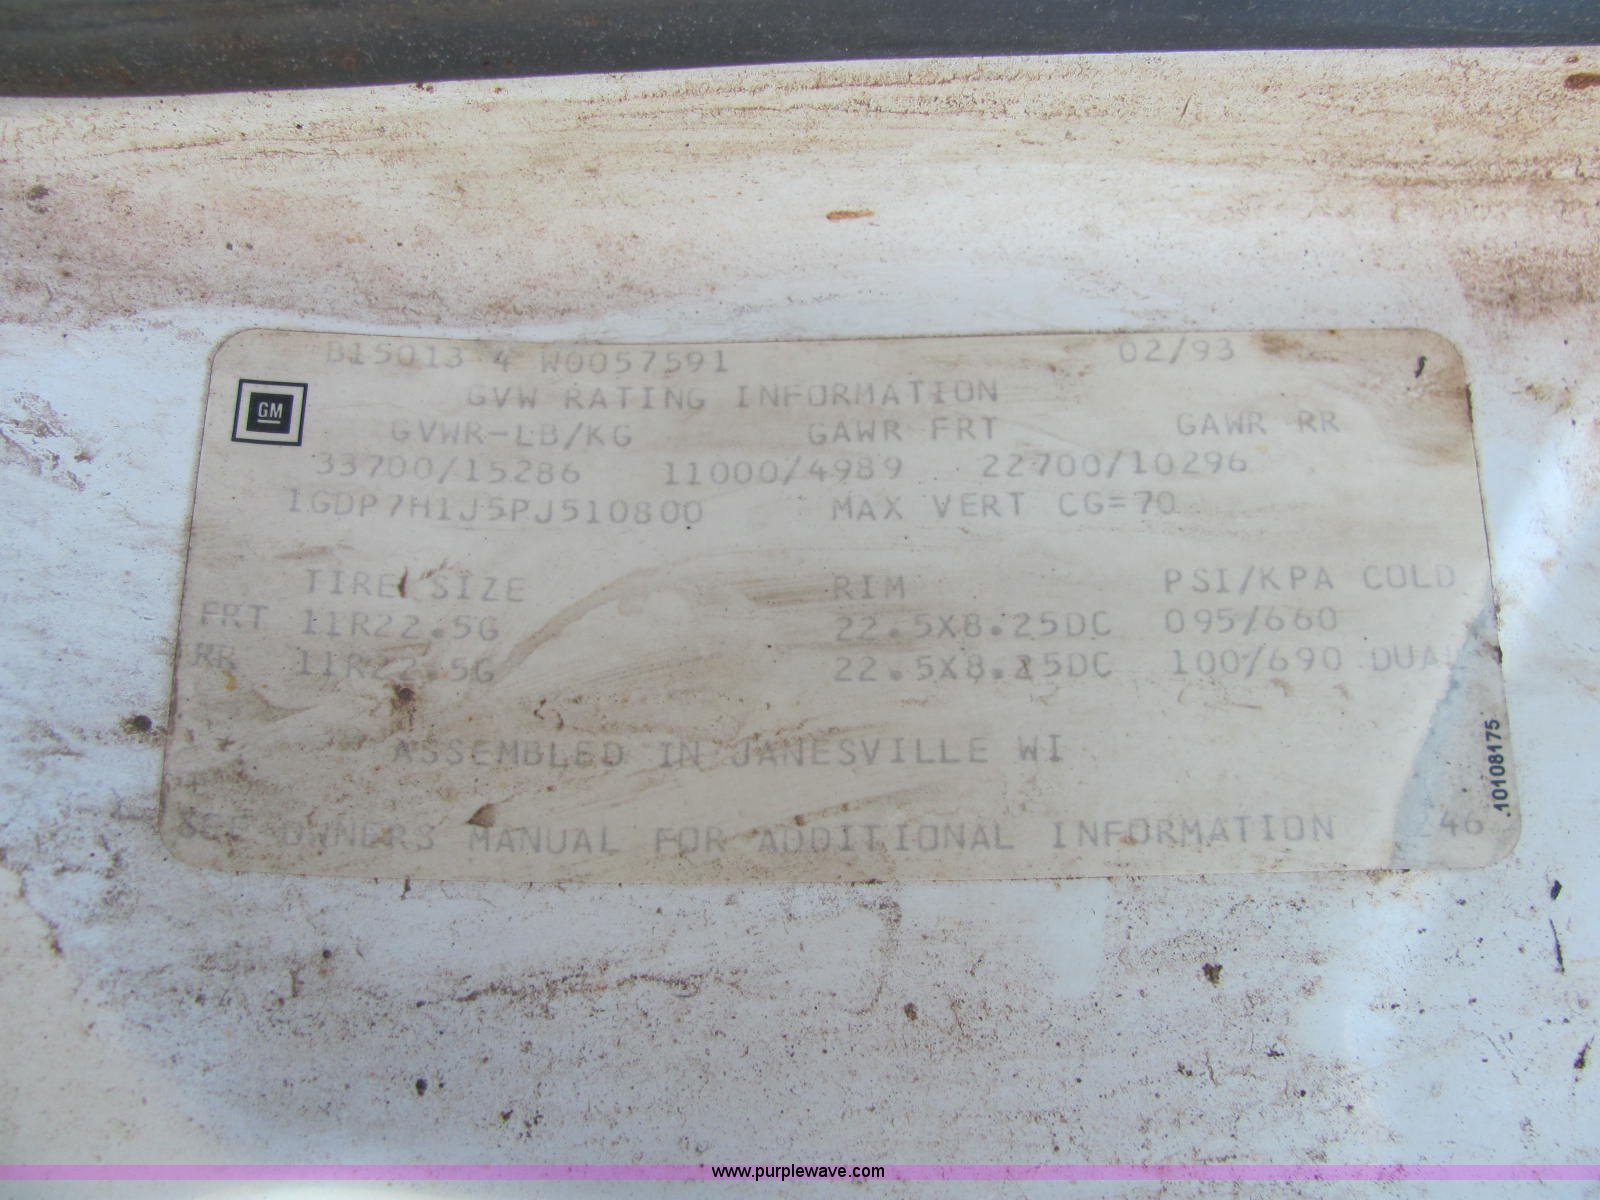 B15013 4 W0057591 02/93
GVW RATING INFORMATION
GM
GVWR-LB/KG GAWR FRT GAWR RR
33700/15286 11000/4989 22700/10296
1GDP7H1J5PJ510800 MAX VERT CG=70
TIRE SIZE RIM PSI/KPA COLD
FRT 11R22.5G 22.5X8.25DC 095/660
RR 11R22.5G 22.5X8.25DC 100/690 DUAL
ASSEMBLED IN JANESVILLE WI
SEE OWNERS MANUAL FOR ADDITIONAL INFORMATION 246
10108175
www.purplewave.com